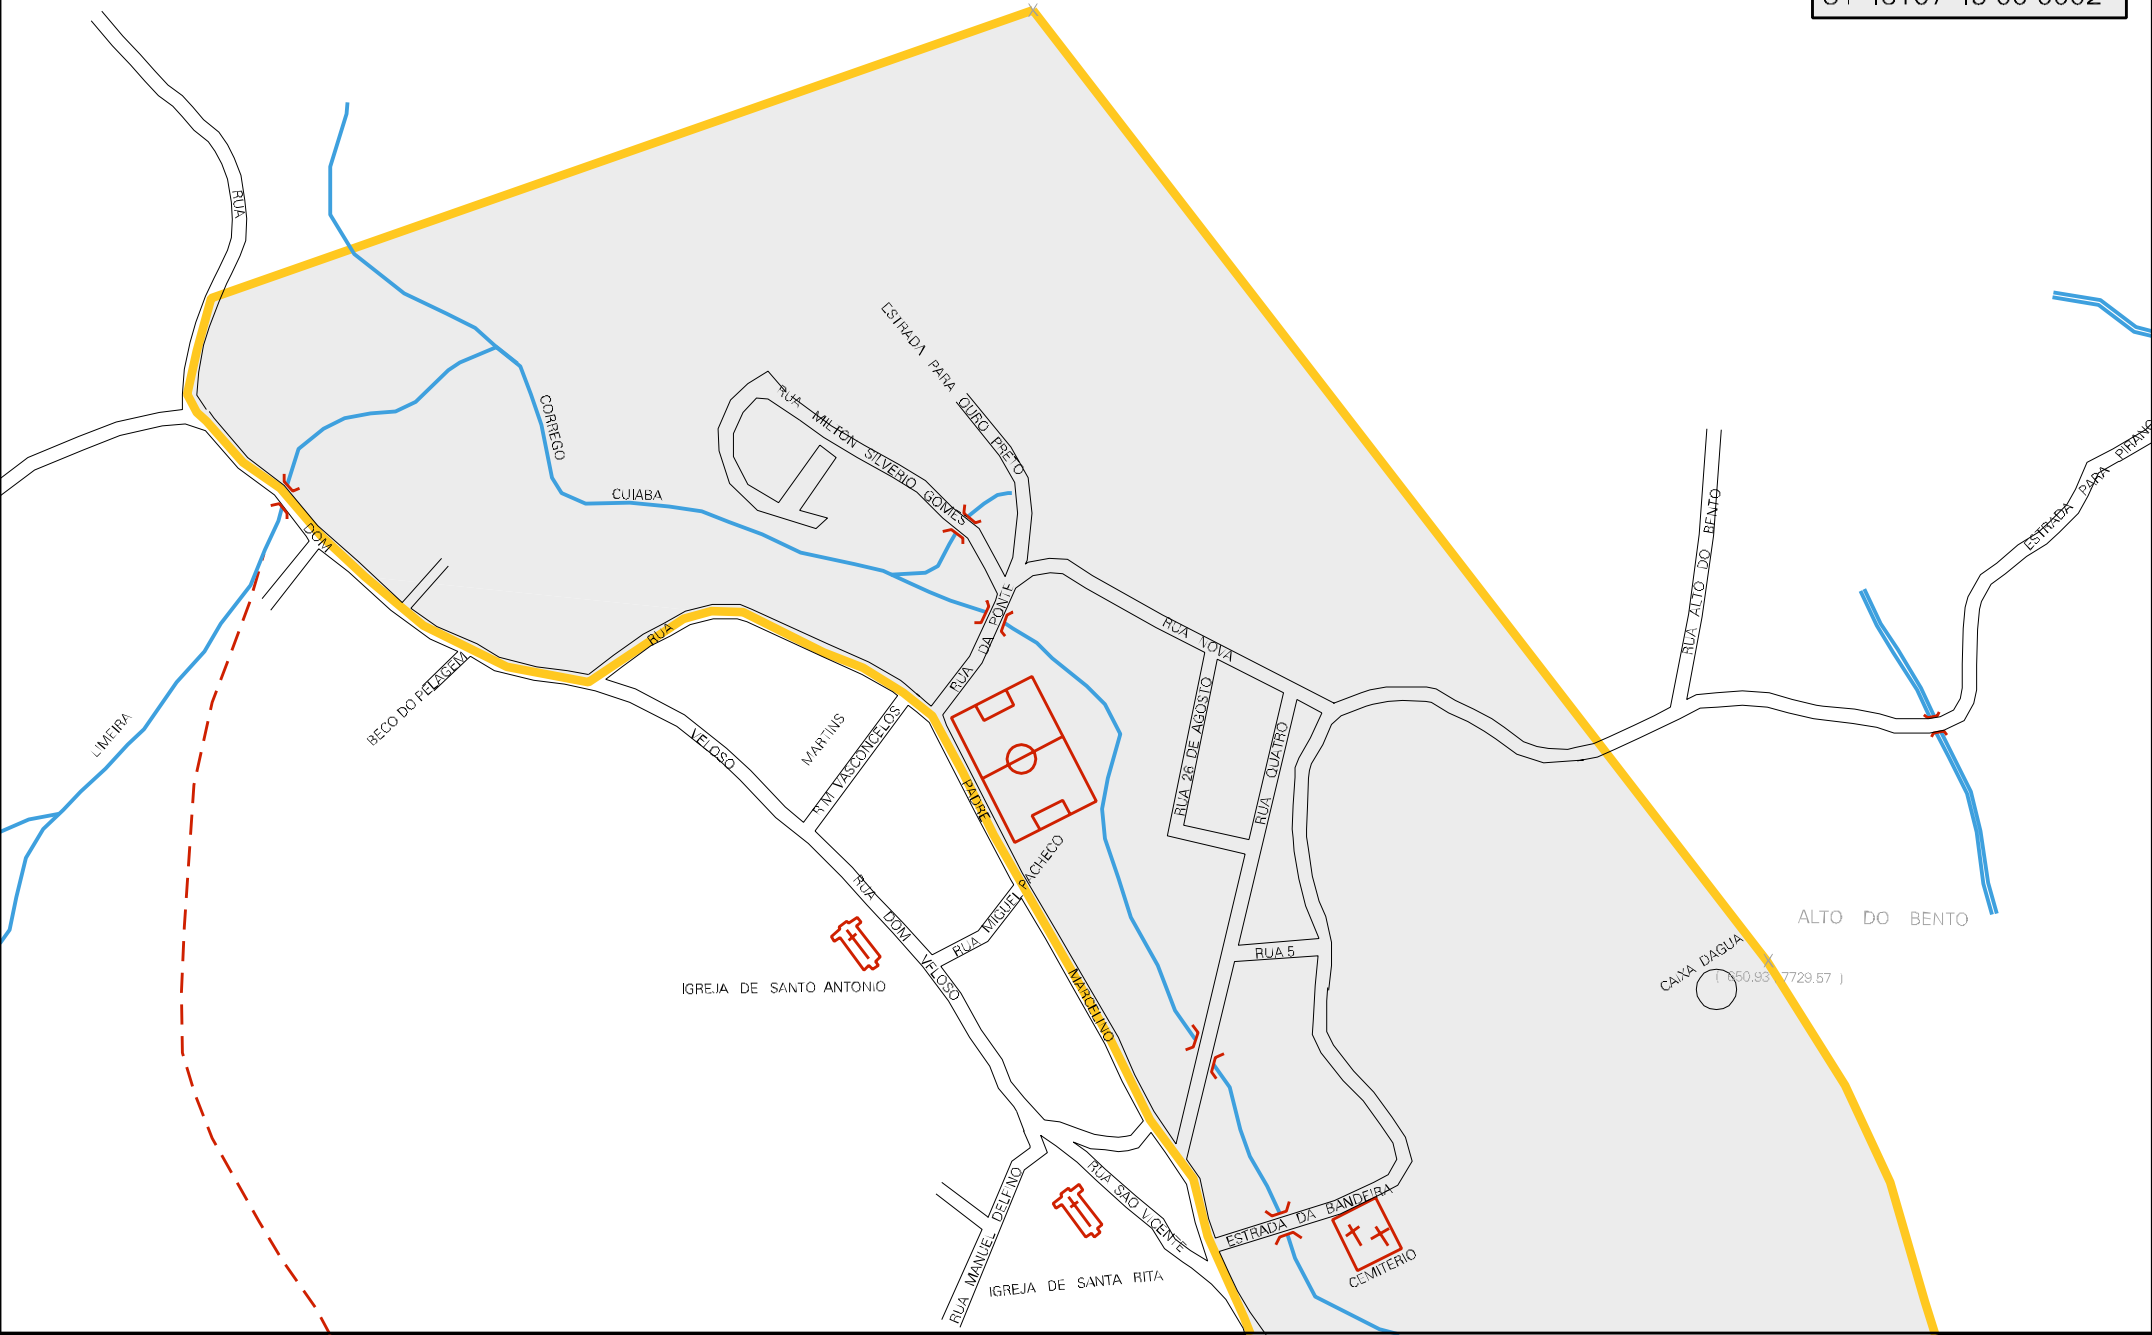 RUA
ESTRADA PARA OURO PRETO
RUA MILTON SILVERIO GOMES
CORREGO
CUIABA
DOM
RUA
BECO DO PELAGEM
LIMEIRA
VELOSO
MARTINS
R M VASCONCELOS
RUA DA PONTE
RUA NOVA
RUA 26 DE AGOSTO
RUA QUATRO
RUA ALTO DO BENTO
ESTRADA PARA
PADRE
RUA MIGUEL PACHECO
RUA DOM VELOSO
RUA 5
ALTO DO BENTO
CAIXA DAGUA
IGREJA DE SANTO ANTONIO
MARCELINO
RUA SAO VICENTE
RUA MANUEL DELFINO
ESTRADA DA BANDEIRA
CEMITERIO
IGREJA DE SANTA RITA